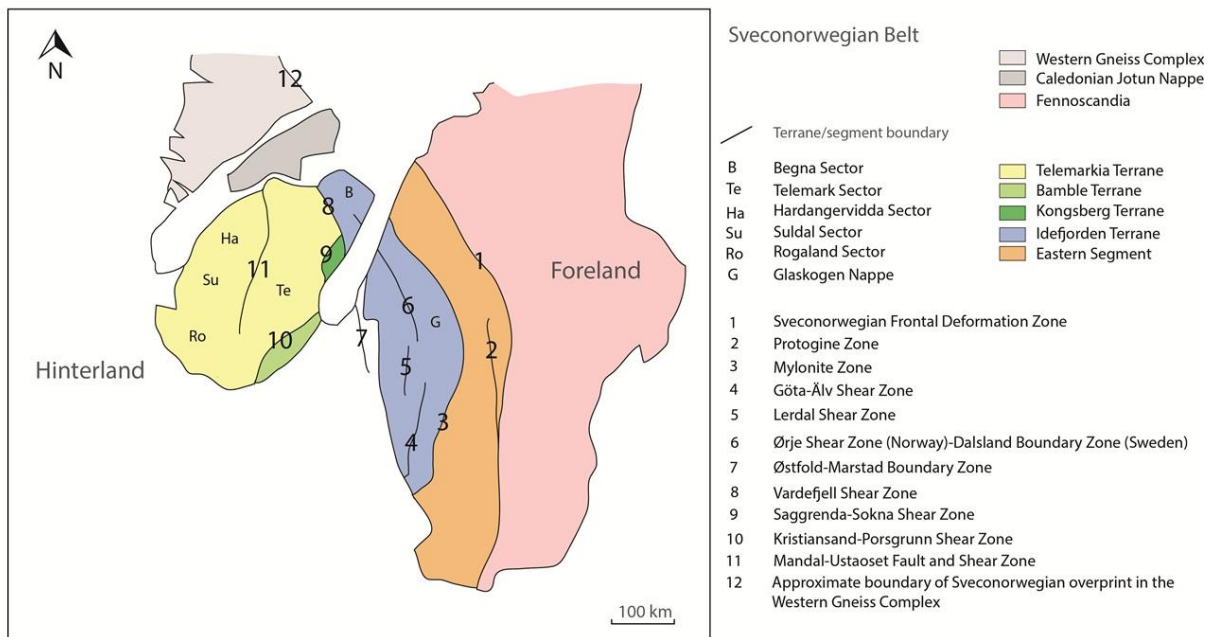 N
12
B
8
Ha
9
11
Su
Te
Ro
10
7
6
G
5
4
3
2
1
Foreland
Hinterland
100 km
Sveconorwegian Belt
Western Gneiss Complex
Caledonian Jotun Nappe
Fennoscandia
Terrane/segment boundary
B Begna Sector
Te Telemark Sector
Ha Hardangervidda Sector
Su Suldal Sector
Ro Rogaland Sector
G Glaskogen Nappe
Telemarkia Terrane
Bamble Terrane
Kongsberg Terrane
Idefjorden Terrane
Eastern Segment
1 Sveconorwegian Frontal Deformation Zone
2 Protogine Zone
3 Mylonite Zone
4 Göta-Älv Shear Zone
5 Lerdal Shear Zone
6 Ørje Shear Zone (Norway)-Dalsland Boundary Zone (Sweden)
7 Østfold-Marstad Boundary Zone
8 Vardefjell Shear Zone
9 Saggrenda-Sokna Shear Zone
10 Kristiansand-Porsgrunn Shear Zone
11 Mandal-Ustaoset Fault and Shear Zone
12 Approximate boundary of Sveconorwegian overprint in the
Western Gneiss Complex